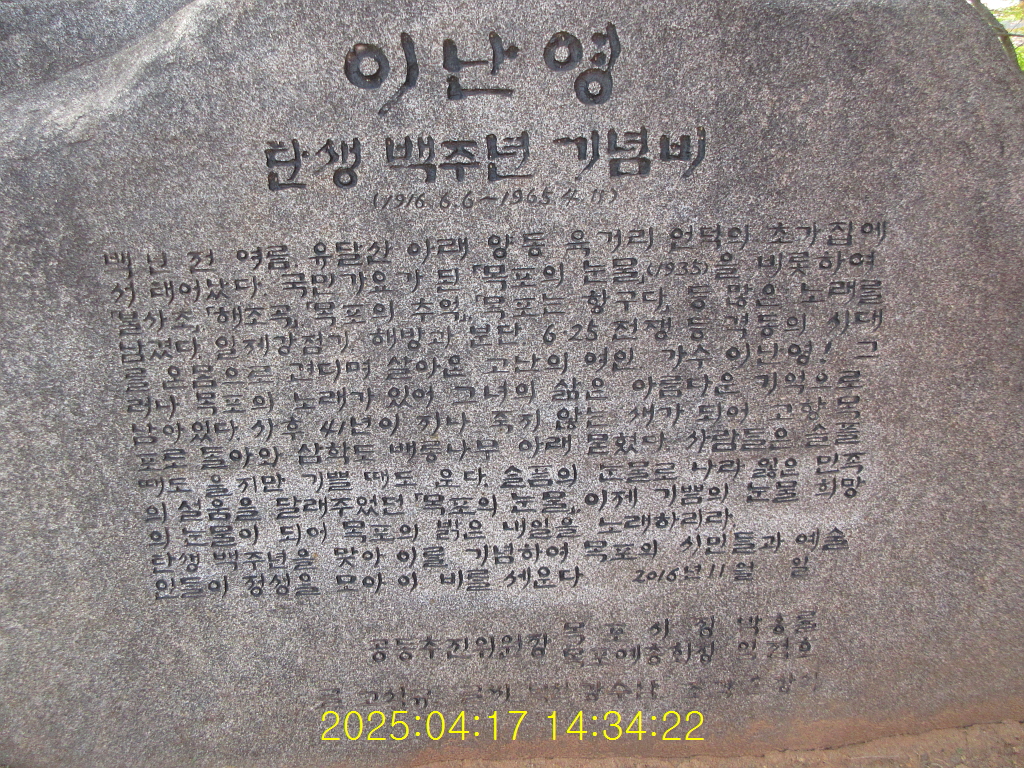 이난영
탄생 백주년 기념비
(1916. 6. 6 ~ 1965. 4. 11)
백 년 전 여름, 유달산 아래 양동 육거리 언덕의 초가집에
서 태어났다. 국민가요가 된 「목포의 눈물」(1935)을 비롯하여
「불사조」, 「해조곡」, 「목포의 추억」, 「목포는 항구다」 등 많은 노래를
남겼다. 일제강점기, 해방과 분단, 6·25 전쟁 등 격동의 시대
를 온몸으로 견디며 살아온 고난의 여인, 가수 이난영! 그
러나 목포의 노래가 있어 그녀의 삶은 아름다운 기억으로
남아있다. 사후 41년이 지나 죽지 않는 새가 되어 고향 목
포로 돌아와 삼학도 배롱나무 아래 묻혔다. 사람들은 슬플
때도 울지만 기쁠 때도 운다. 슬픔의 눈물로 나라 잃은 민족
의 설움을 달래주었던 「목포의 눈물」, 이제 기쁨의 눈물 희망
의 눈물이 되어 목포의 밝은 내일을 노래하리라.
탄생 백주년을 맞아 이를 기념하여 목포의 시민들과 예술
인들이 정성을 모아 이 비를 세운다 2016년 11월 일
공동추진위원장 목포시장 박홍률
목포예총회장 임점호
2025:04:17 14:34:22